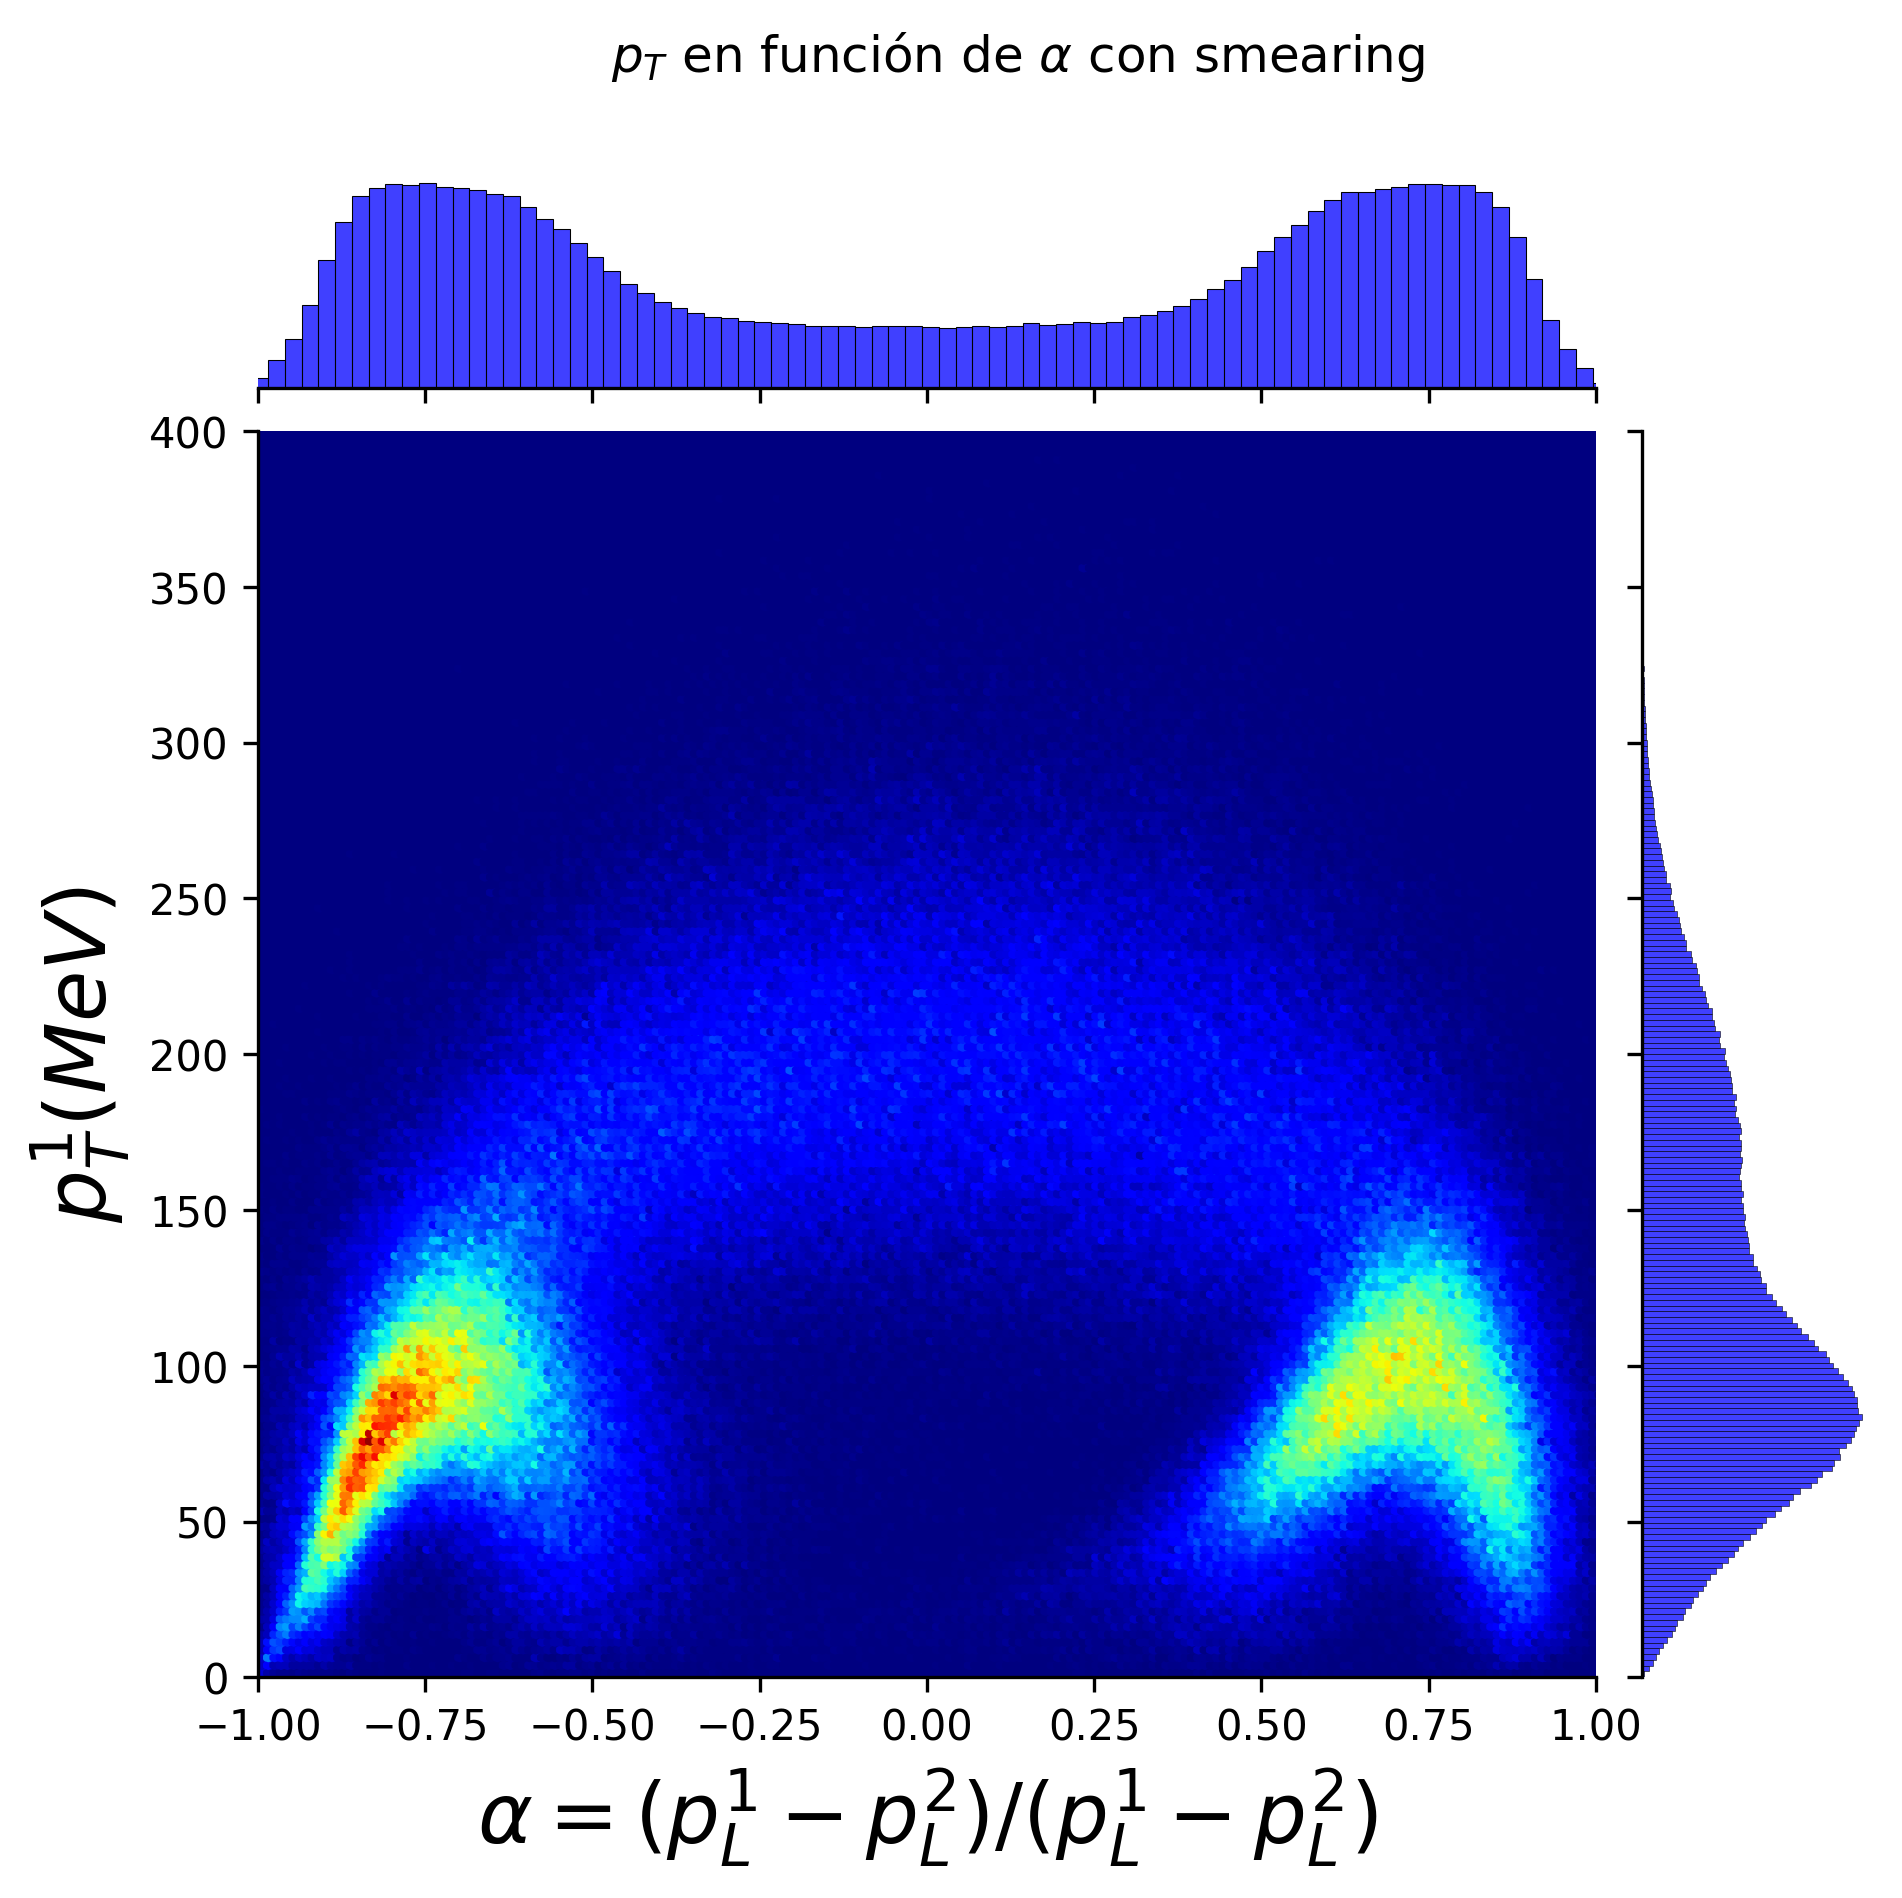 p_T en función de α con smearing
400
350
300
250
200
150
100
50
0
p_T^1(MeV)
−1.00 −0.75 −0.50 −0.25 0.00 0.25 0.50 0.75 1.00
α = (p_L^1 − p_L^2)/(p_L^1 − p_L^2)